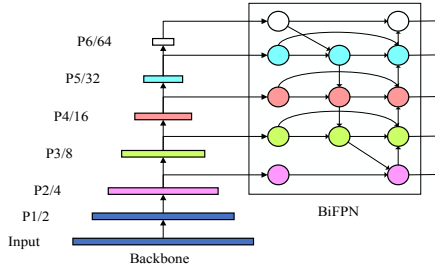 P6/64
P5/32
P4/16
P3/8
P2/4
P1/2
BiFPN
Input
Backbone